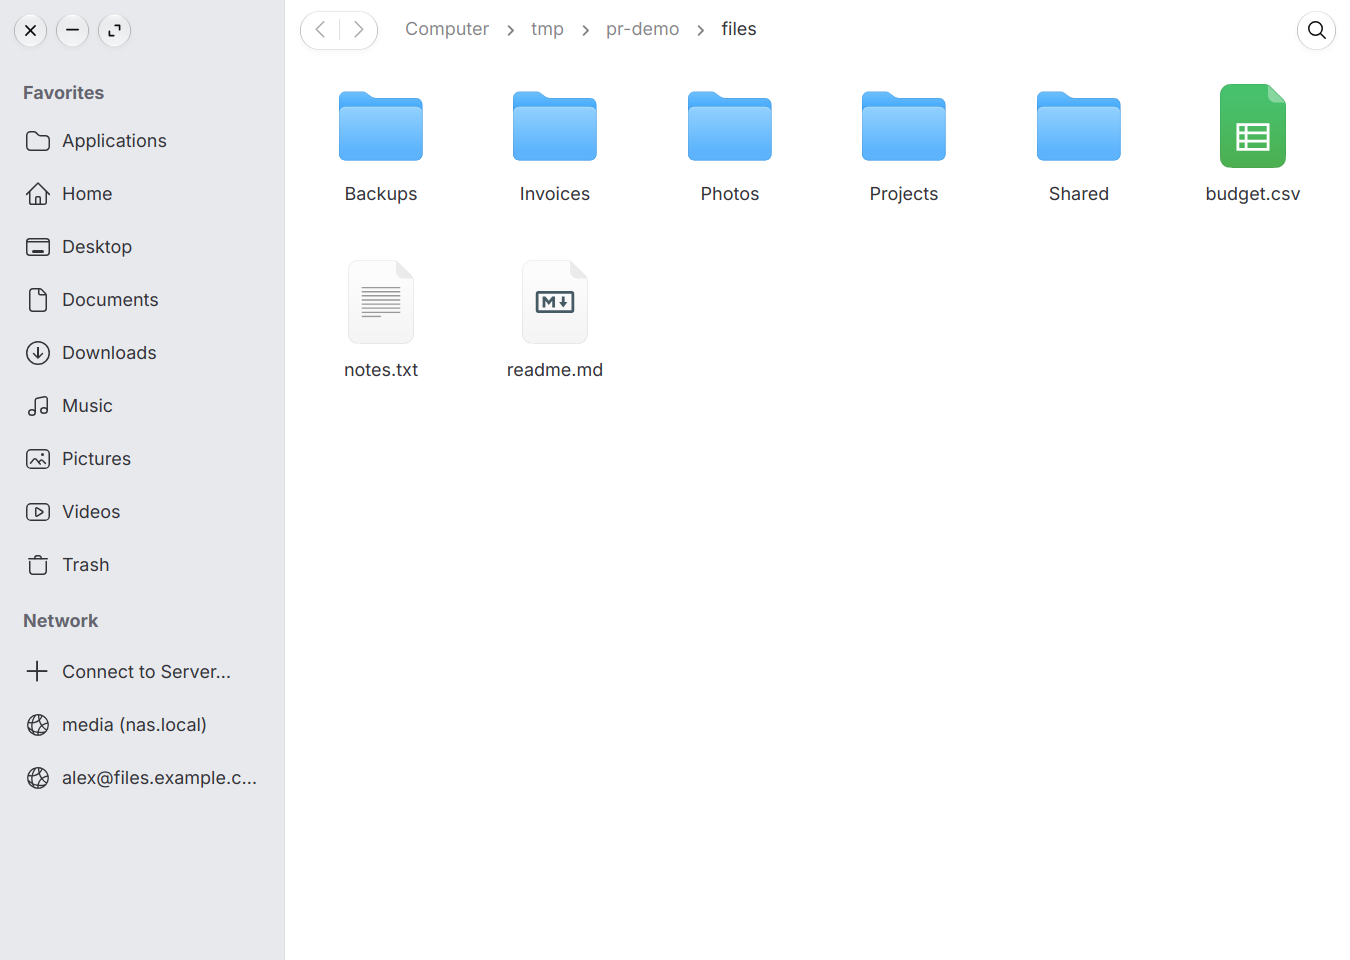 Computer > tmp > pr-demo > files
Favorites
Applications
Home
Desktop
Documents
Downloads
Music
Pictures
Videos
Trash
Network
Connect to Server...
media (nas.local)
alex@files.example.c...
Backups
Invoices
Photos
Projects
Shared
budget.csv
notes.txt
readme.md